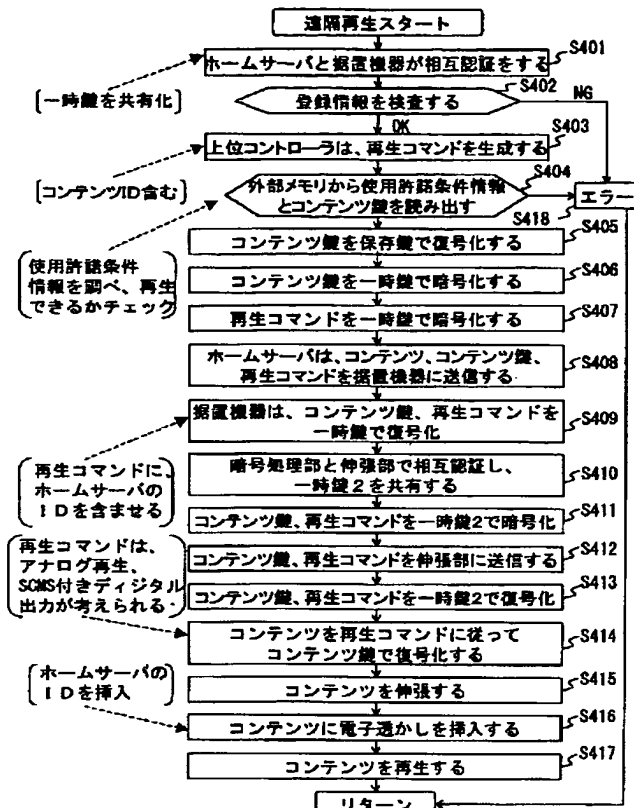 遠隔再生スタート
S401
ホームサーバと据置機器が相互認証をする
S402
〔一時鍵を共有化〕
登録情報を検査する
NG
OK
S403
上位コントローラは、再生コマンドを生成する
S404
〔コンテンツID含む〕
外部メモリから使用許諾条件情報
とコンテンツ鍵を読み出す
エラー
S418
S405
コンテンツ鍵を保存鍵で復号化する
使用許諾条件
情報を調べ、再生
できるかチェック
S406
コンテンツ鍵を一時鍵で暗号化する
S407
再生コマンドを一時鍵で暗号化する
ホームサーバは、コンテンツ、コンテンツ鍵、
再生コマンドを据置機器に送信する
S408
据置機器は、コンテンツ鍵、再生コマンドを
一時鍵で復号化
S409
再生コマンドに、
ホームサーバの
IDを含ませる
暗号処理部と伸張部で相互認証し、
一時鍵2を共有する
S410
S411
コンテンツ鍵、再生コマンドを一時鍵2で暗号化
再生コマンドは、
アナログ再生、
SCMS付きディジタル
出力が考えられる
S412
コンテンツ鍵、再生コマンドを伸張部に送信する
S413
コンテンツ鍵、再生コマンドを一時鍵2で復号化
コンテンツを再生コマンドに従って
コンテンツ鍵で復号化する
S414
ホームサーバの
IDを挿入
S415
コンテンツを伸張する
S416
コンテンツに電子透かしを挿入する
S417
コンテンツを再生する
リターン